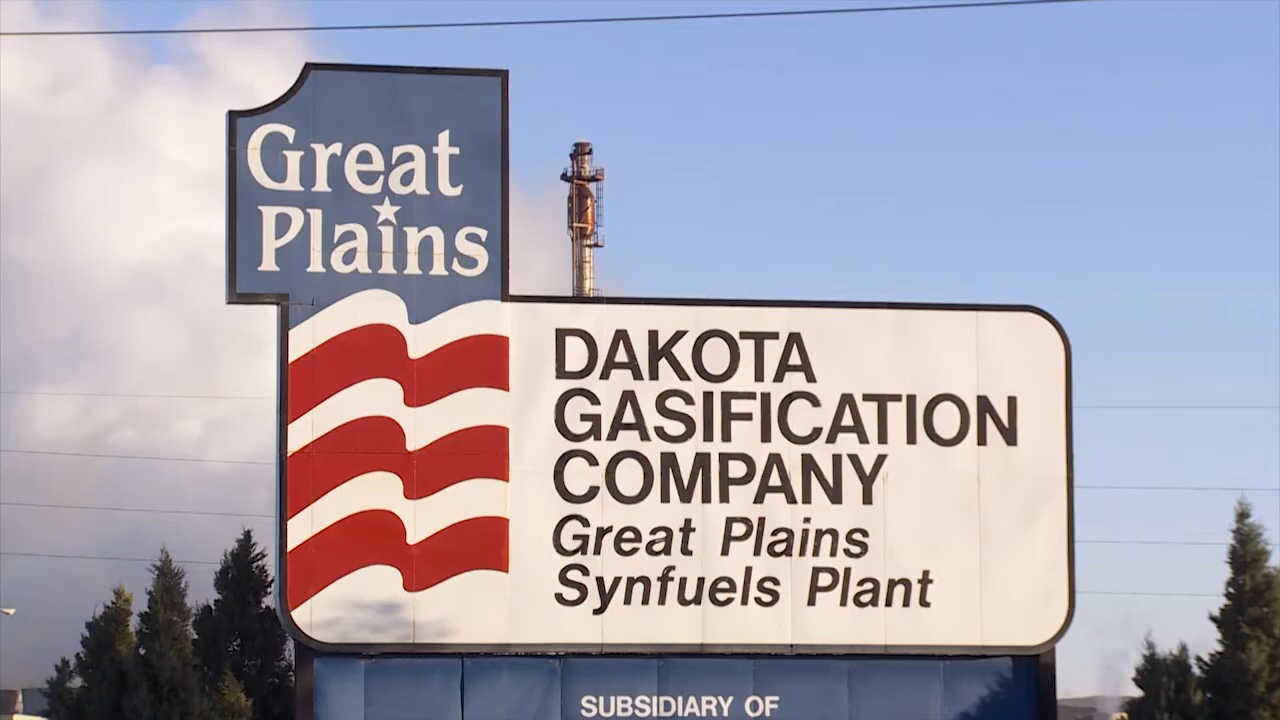 Great
Plains
DAKOTA
GASIFICATION
COMPANY
Great Plains
Synfuels Plant
SUBSIDIARY OF